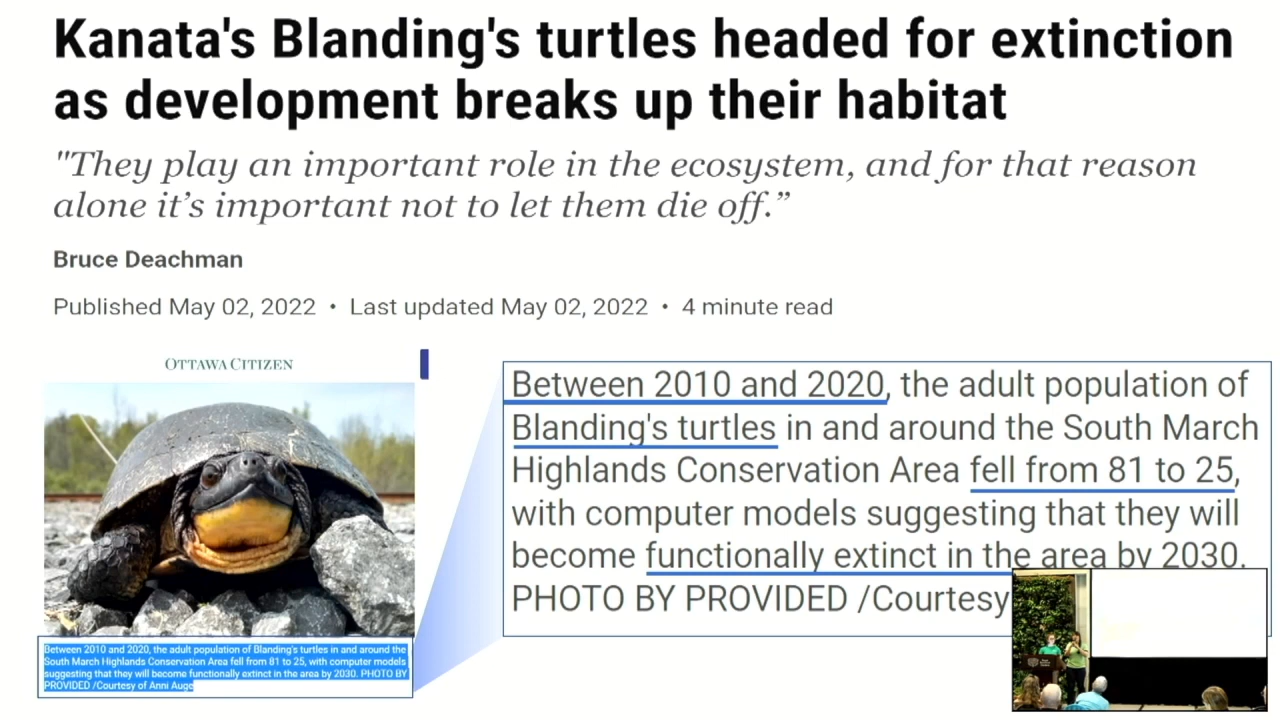 Kanata's Blanding's turtles headed for extinction
as development breaks up their habitat
"They play an important role in the ecosystem, and for that reason
alone it’s important not to let them die off.”
Bruce Deachman
Published May 02, 2022 • Last updated May 02, 2022 • 4 minute read
OTTAWA CITIZEN
Between 2010 and 2020, the adult population of
Blanding's turtles in and around the South March
Highlands Conservation Area fell from 81 to 25,
with computer models suggesting that they will
become functionally extinct in the area by 2030.
PHOTO BY PROVIDED /Courtesy
Between 2010 and 2020, the adult population of Blanding's turtles in and around the
South March Highlands Conservation Area fell from 81 to 25, with computer models
suggesting that they will become functionally extinct in the area by 2030. PHOTO BY
PROVIDED /Courtesy of Anni Auge